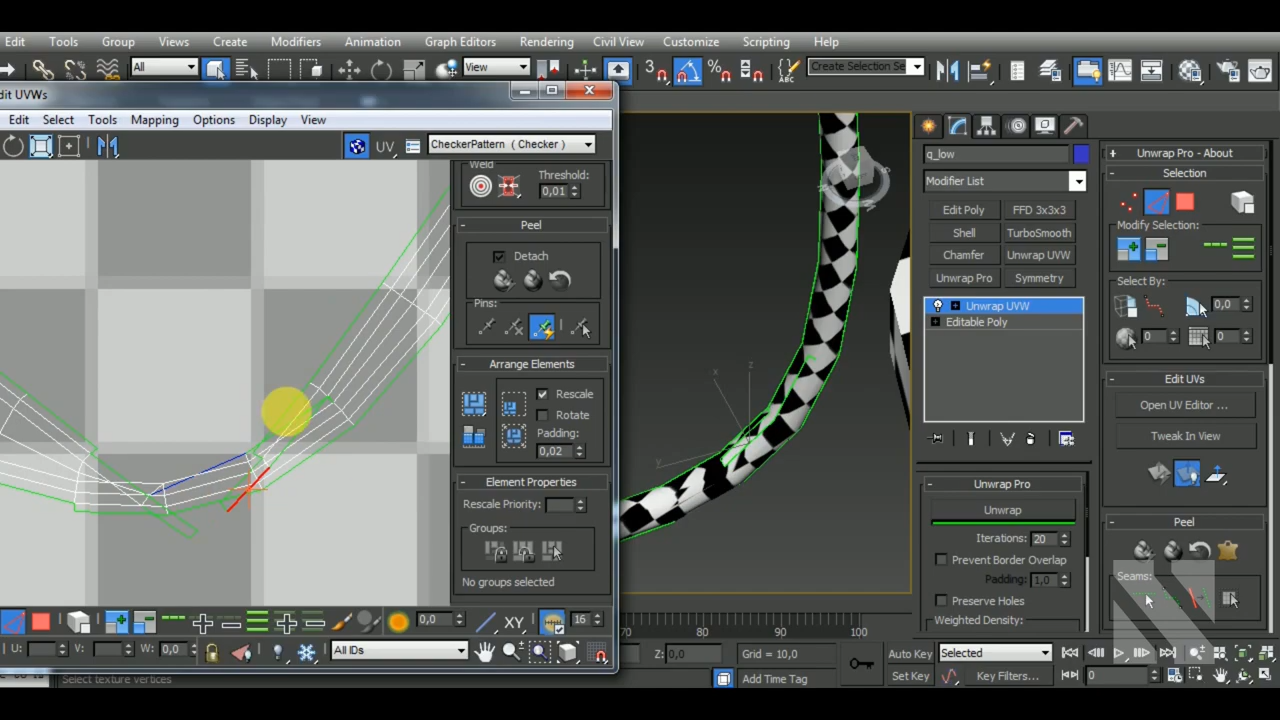 Edit Tools Group Views Create Modifiers Animation Graph Editors Rendering Civil View Customize Scripting Help
All View 3 % ABC Create Selection Se
dit UVWs
Edit Select Tools Mapping Options Display View
UV CheckerPattern ( Checker )
Weld
Threshold:
0,01
- Peel
Detach
Pins:
- Arrange Elements
Rescale
Rotate
Padding:
0,02
- Element Properties
Rescale Priority:
Groups:
No groups selected
0,0 XY 16
U: V: W: 0,0 All IDs
Select texture vertices
x z
y
70 80 90 100
Z: 0,0 Grid = 10,0 Auto Key Selected
Add Time Tag Set Key Key Filters... 0
q_low
Modifier List
Edit Poly FFD 3x3x3
Shell TurboSmooth
Chamfer Unwrap UVW
Unwrap Pro Symmetry
+ Unwrap UVW
+ Editable Poly
- Unwrap Pro
Unwrap
Iterations: 20
Prevent Border Overlap
Padding: 1,0
Preserve Holes
Weighted Density:
+ Unwrap Pro - About
- Selection
Modify Selection:
Select By:
0,0
0 0
- Edit UVs
Open UV Editor ...
Tweak In View
- Peel
Seams: